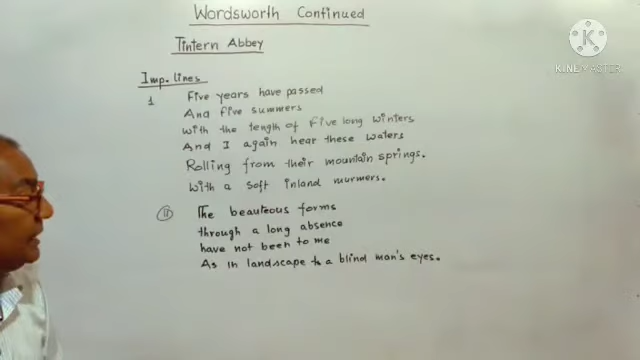 Wordsworth Continued
Tintern Abbey
Imp. lines
1 Five years have passed
And five summers
with the length of Five long winters
And I again hear these waters
Rolling from their mountain springs.
With a soft inland murmers.
II The beauteous forms
through a long absence
have not been to me
As in landscape to a blind man's eyes.
KINEMASTER